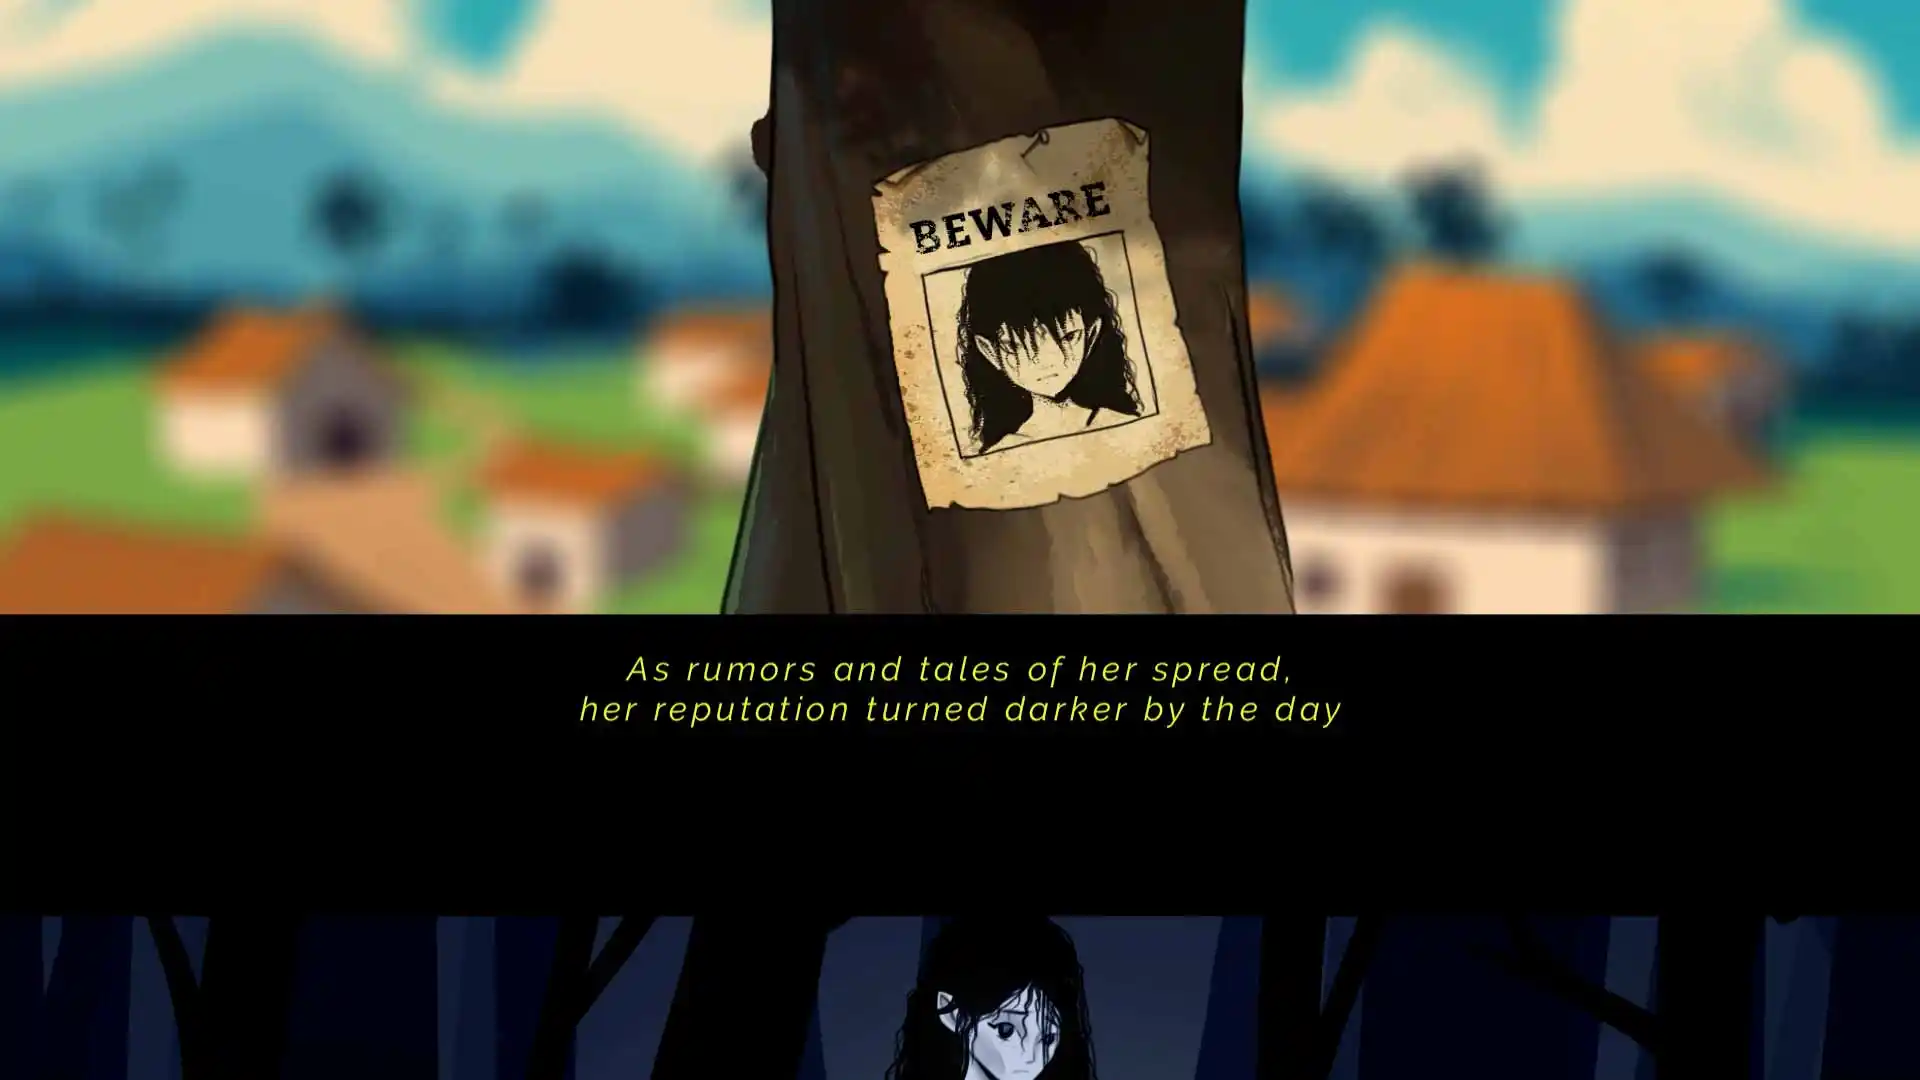 BEWARE
As rumors and tales of her spread,
her reputation turned darker by the day